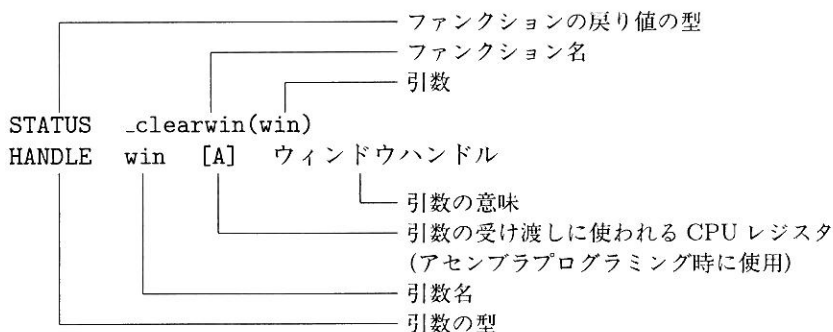 ファンクションの戻り値の型
ファンクション名
引数
STATUS _clearwin(win)
HANDLE win [A] ウィンドウハンドル
引数の意味
引数の受け渡しに使われる CPU レジスタ
(アセンブラプログラミング時に使用)
引数名
引数の型